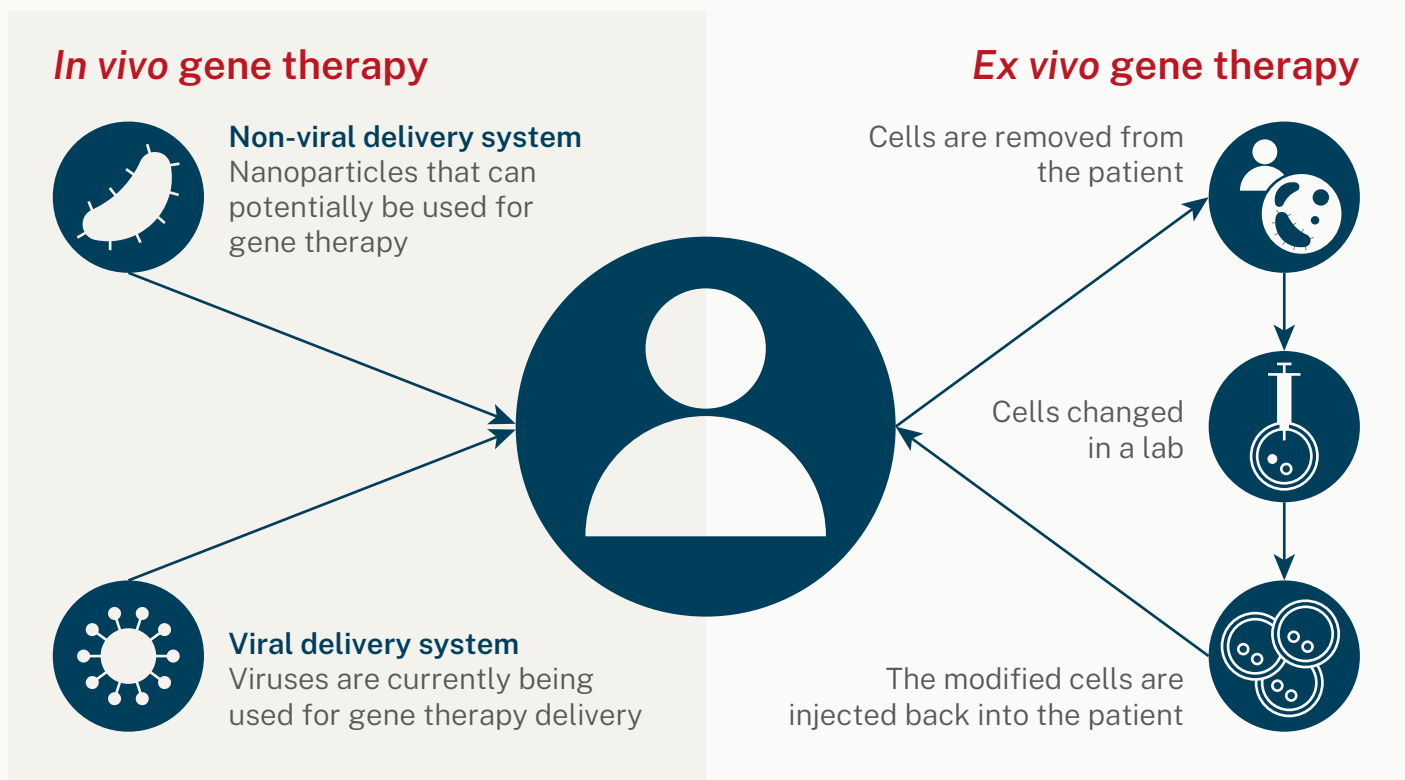 In vivo gene therapy
Non-viral delivery system
Nanoparticles that can
potentially be used for
gene therapy
Viral delivery system
Viruses are currently being
used for gene therapy delivery
Ex vivo gene therapy
Cells are removed from
the patient
Cells changed
in a lab
The modified cells are
injected back into the patient